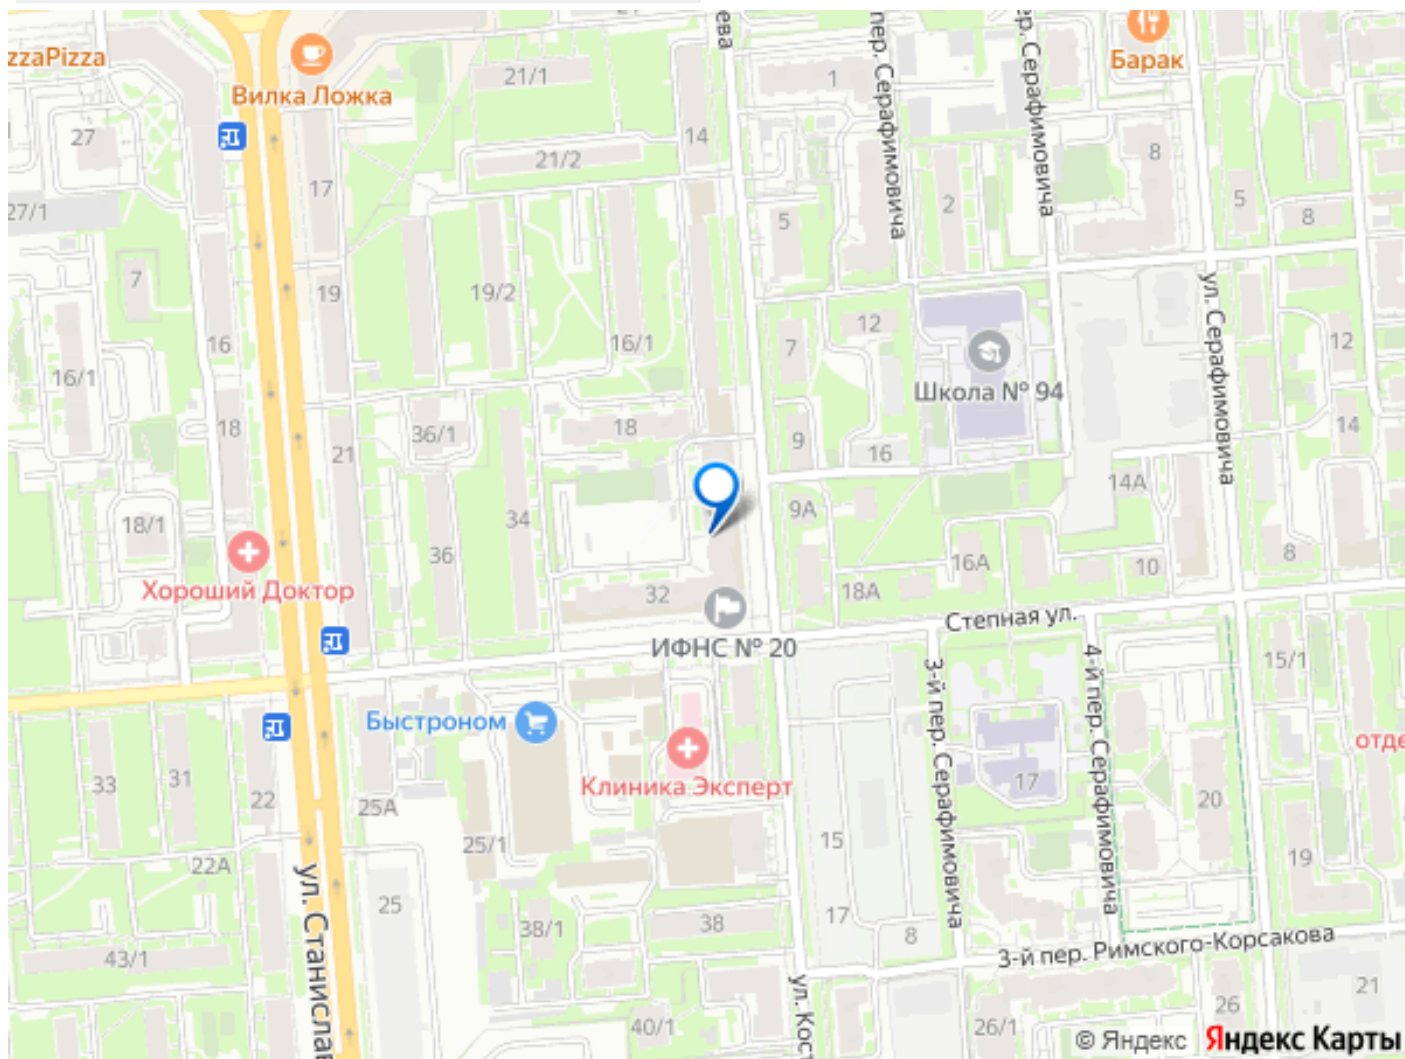 ева
пер. Серафимовича
ер. Серафимовича
Барак
zzaPizza
Вилка Ложка
21/1
1
27
14
21/2
8
17
5
2
5
8
27/1
7
19
19/2
16
16/1
12
7
12
ул. Серафимовича
16/1
Школа № 94
18
36/1
18
9
16
14
21
14А
18/1
36
34
9А
8
Хороший Доктор
32
18А
16А
10
Степная ул.
ИФНС № 20
3-й пер. Серафимовича
4-й пер. Серафимовича
15/1
Быстроном
отде
33
31
22
25А
Клиника Эксперт
17
20
25/1
15
19
22А
ул. Станислав
25
38/1
38
17
8
43/1
3-й пер. Римского-Корсакова
ул. Кост
21
40/1
26/1
26
© Яндекс
Яндекс Карты